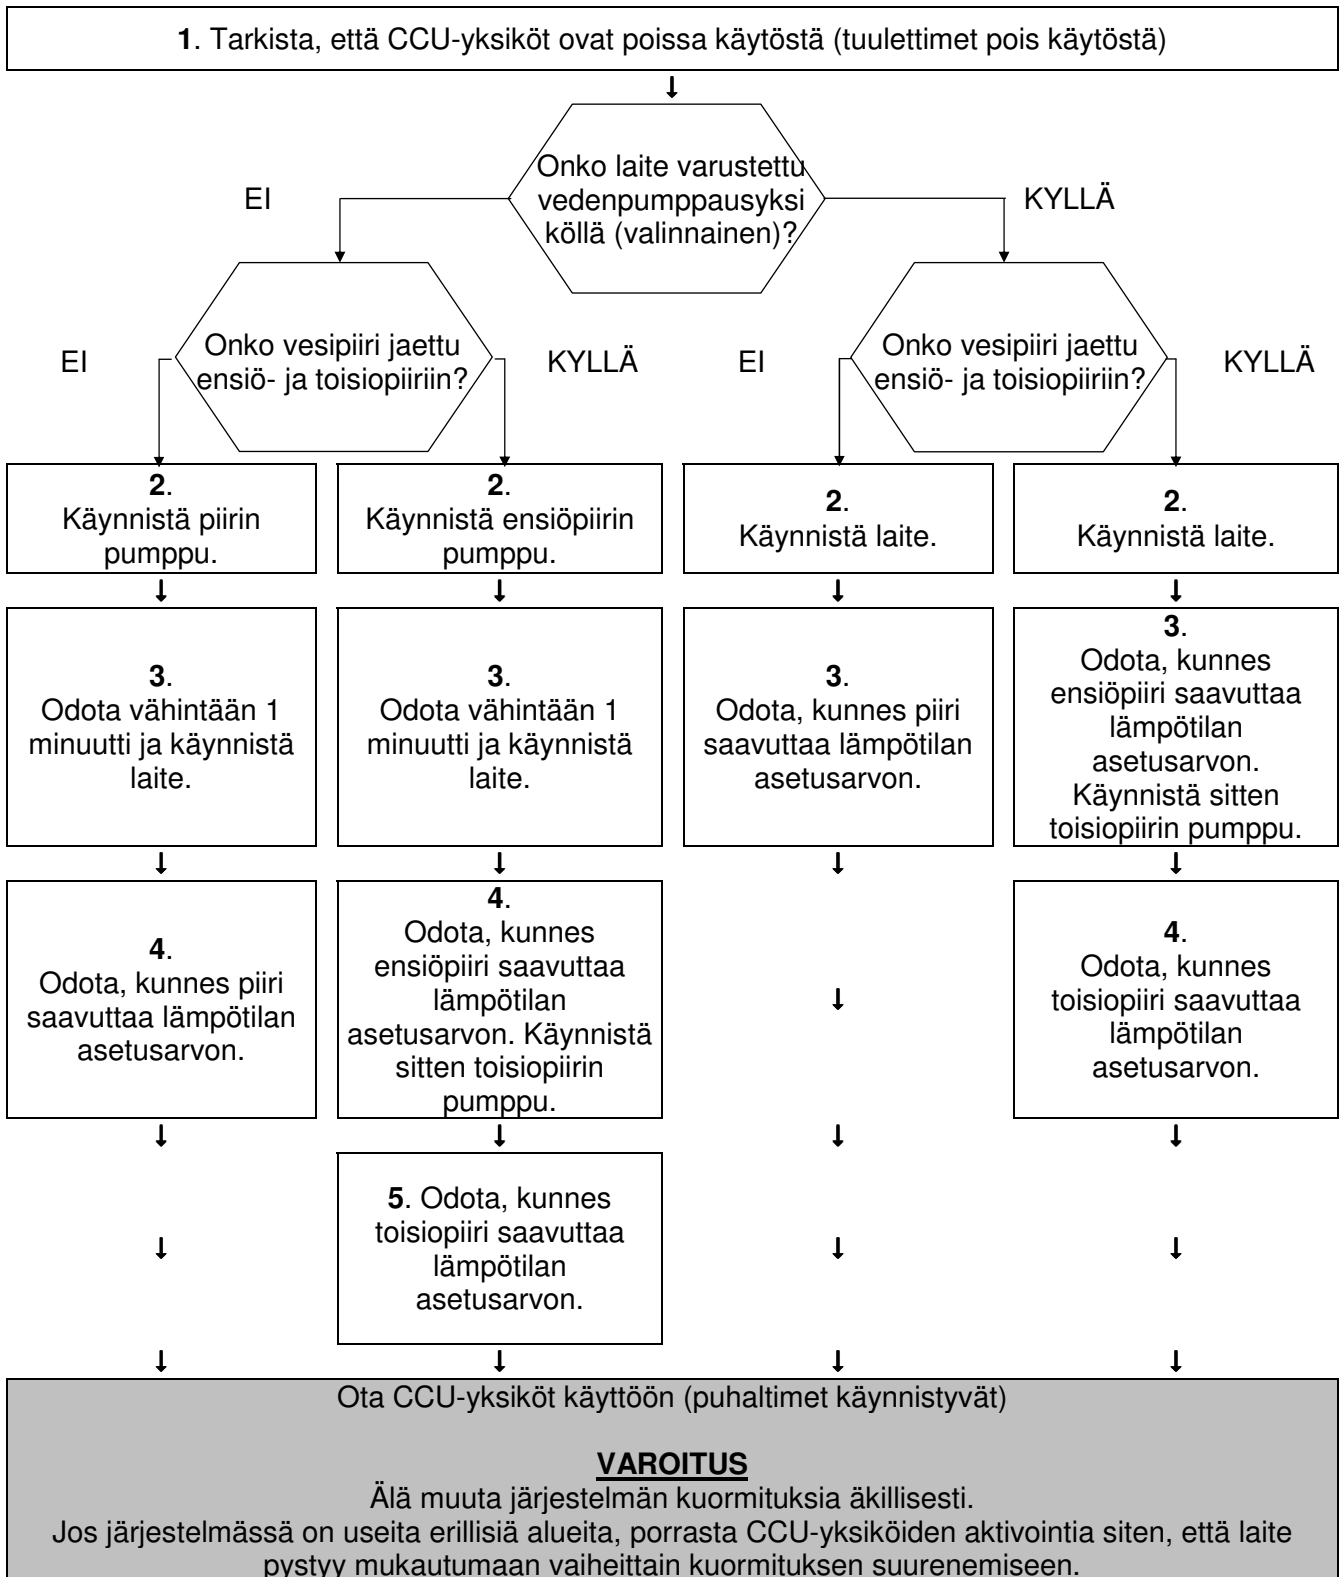 1. Tarkista, että CCU-yksiköt ovat poissa käytöstä (tuulettimet pois käytöstä)
Onko laite varustettu
vedenpumppausyksi
köllä (valinnainen)?
EI
KYLLÄ
Onko vesipiiri jaettu
ensiö- ja toisiopiiriin?
EI
KYLLÄ
Onko vesipiiri jaettu
ensiö- ja toisiopiiriin?
EI
KYLLÄ
2.
Käynnistä piirin
pumppu.
2.
Käynnistä ensiöpiirin
pumppu.
2.
Käynnistä laite.
2.
Käynnistä laite.
3.
Odota vähintään 1
minuutti ja käynnistä
laite.
3.
Odota vähintään 1
minuutti ja käynnistä
laite.
3.
Odota, kunnes piiri
saavuttaa lämpötilan
asetusarvon.
3.
Odota, kunnes
ensiöpiiri saavuttaa
lämpötilan
asetusarvon.
Käynnistä sitten
toisiopiirin pumppu.
4.
Odota, kunnes piiri
saavuttaa lämpötilan
asetusarvon.
4.
Odota, kunnes
ensiöpiiri saavuttaa
lämpötilan
asetusarvon. Käynnistä
sitten toisiopiirin
pumppu.
4.
Odota, kunnes
toisiopiiri saavuttaa
lämpötilan
asetusarvon.
5. Odota, kunnes
toisiopiiri saavuttaa
lämpötilan
asetusarvon.
Ota CCU-yksiköt käyttöön (puhaltimet käynnistyvät)
VAROITUS
Älä muuta järjestelmän kuormituksia äkillisesti.
Jos järjestelmässä on useita erillisiä alueita, porrasta CCU-yksiköiden aktivointia siten, että laite
pystyy mukautumaan vaiheittain kuormituksen suurenemiseen.